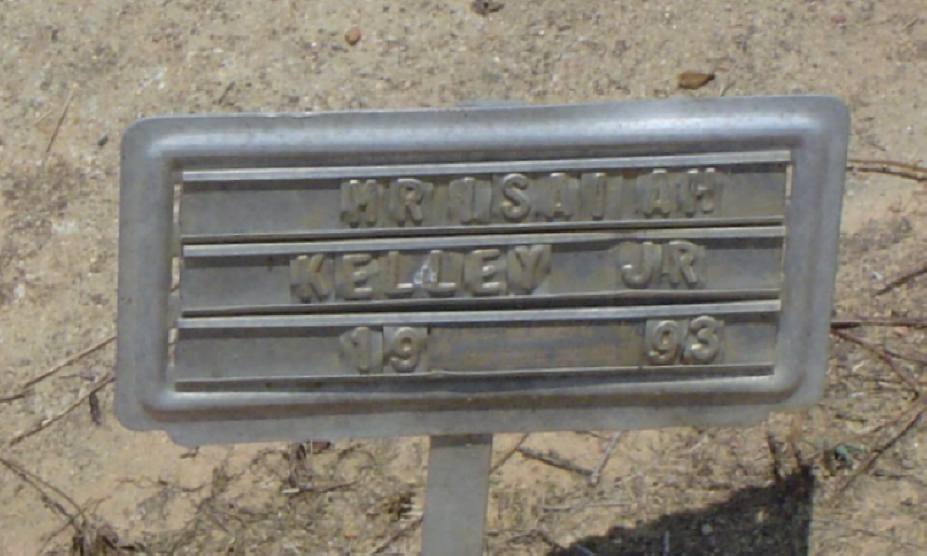 MR ISAIAH
KELLEY JR
19 93